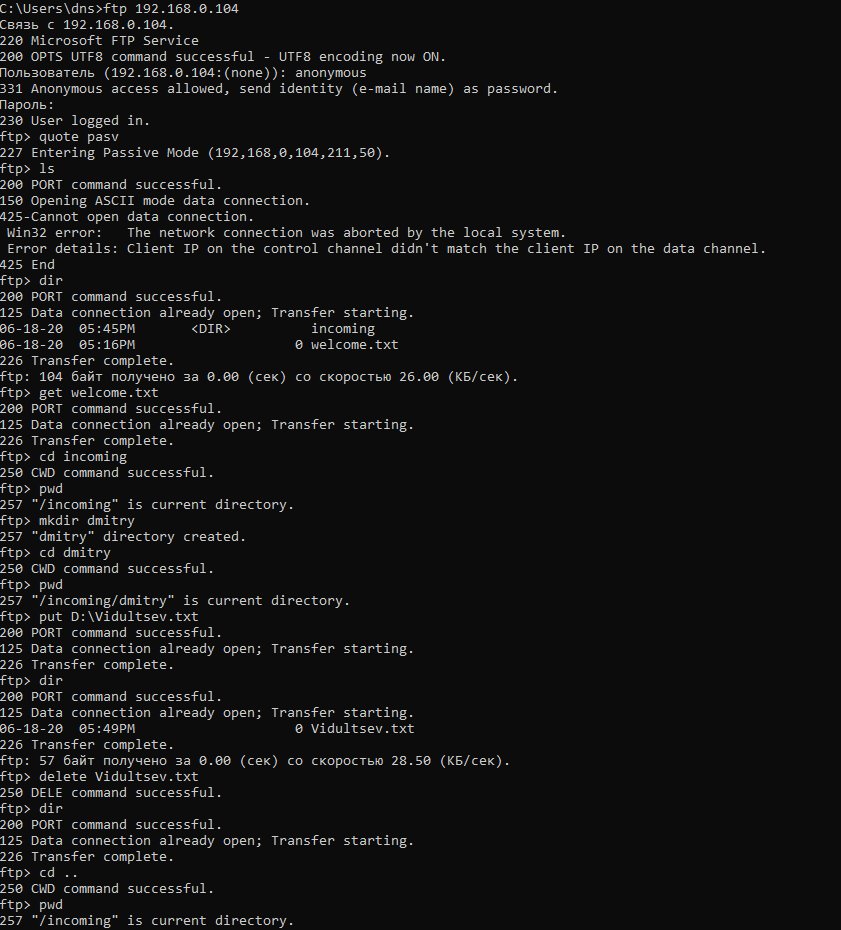 C:\Users\dns>ftp 192.168.0.104
Связь с 192.168.0.104.
220 Microsoft FTP Service
200 OPTS UTF8 command successful - UTF8 encoding now ON.
Пользователь (192.168.0.104:(none)): anonymous
331 Anonymous access allowed, send identity (e-mail name) as password.
Пароль:
230 User logged in.
ftp> quote pasv
227 Entering Passive Mode (192,168,0,104,211,50).
ftp> ls
200 PORT command successful.
150 Opening ASCII mode data connection.
425-Cannot open data connection.
 Win32 error:   The network connection was aborted by the local system.
 Error details: Client IP on the control channel didn't match the client IP on the data channel.
425 End
ftp> dir
200 PORT command successful.
125 Data connection already open; Transfer starting.
06-18-20  05:45PM       <DIR>          incoming
06-18-20  05:16PM                    0 welcome.txt
226 Transfer complete.
ftp: 104 байт получено за 0.00 (сек) со скоростью 26.00 (КБ/сек).
ftp> get welcome.txt
200 PORT command successful.
125 Data connection already open; Transfer starting.
226 Transfer complete.
ftp> cd incoming
250 CWD command successful.
ftp> pwd
257 "/incoming" is current directory.
ftp> mkdir dmitry
257 "dmitry" directory created.
ftp> cd dmitry
250 CWD command successful.
ftp> pwd
257 "/incoming/dmitry" is current directory.
ftp> put D:\Vidultsev.txt
200 PORT command successful.
125 Data connection already open; Transfer starting.
226 Transfer complete.
ftp> dir
200 PORT command successful.
125 Data connection already open; Transfer starting.
06-18-20  05:49PM                    0 Vidultsev.txt
226 Transfer complete.
ftp: 57 байт получено за 0.00 (сек) со скоростью 28.50 (КБ/сек).
ftp> delete Vidultsev.txt
250 DELE command successful.
ftp> dir
200 PORT command successful.
125 Data connection already open; Transfer starting.
226 Transfer complete.
ftp> cd ..
250 CWD command successful.
ftp> pwd
257 "/incoming" is current directory.